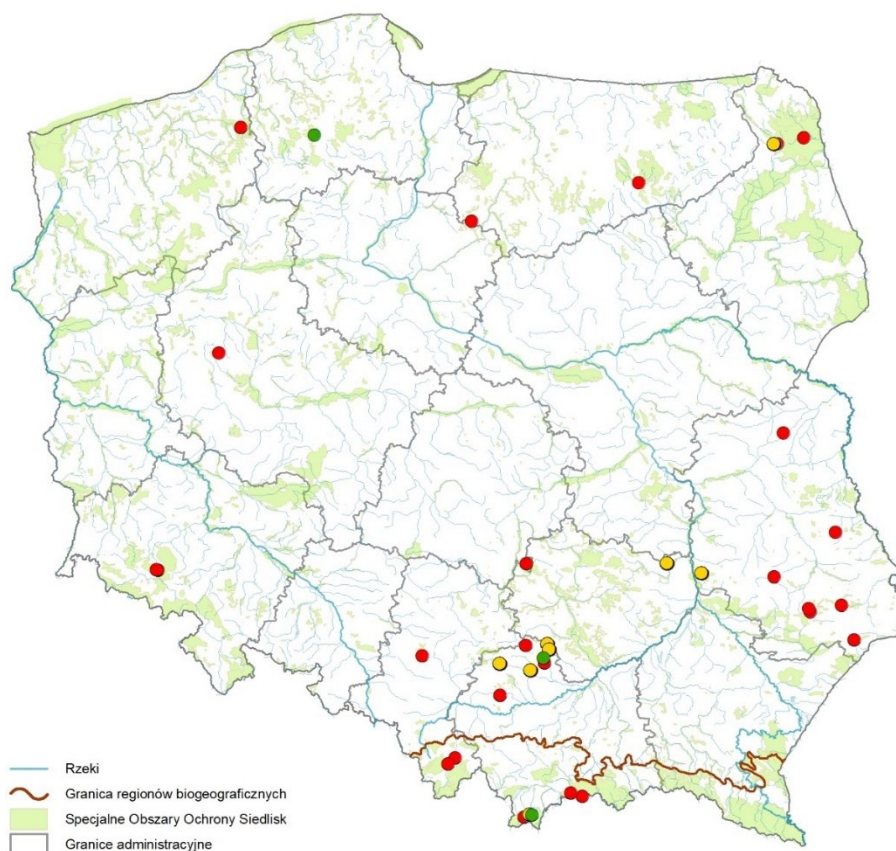 Rzeki
Granica regionów biogeograficznych
Specjalne Obszary Ochrony Siedlisk
Granice administracyjne